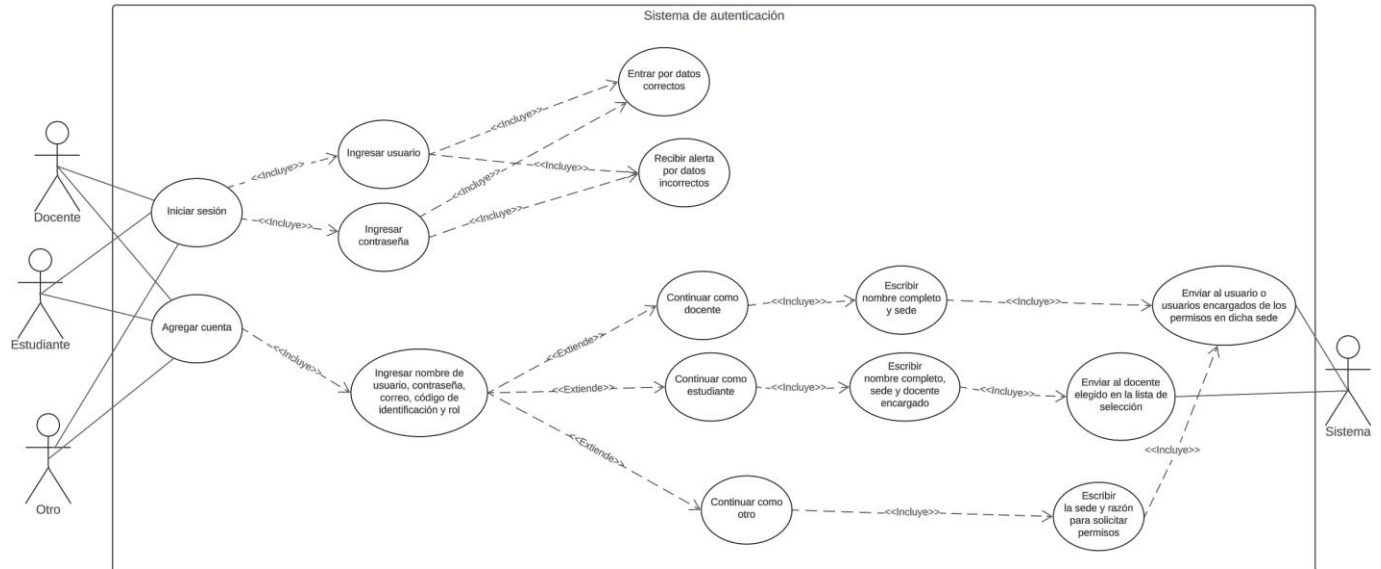 Sistema de autenticación
Entrar por datos
correctos
<<Incluye>>
Ingresar usuario
<<Incluye>>
<<Incluye>>
Recibir alerta
por datos
incorrectos
<<Incluye>>
Docente
Iniciar sesión
<<Incluye>>
Ingresar
contraseña
<<Incluye>>
<<Incluye>>
Estudiante
Agregar cuenta
<<Incluye>>
Ingresar nombre de
usuario, contraseña,
correo, código de
identificación y rol
<<Extiende>>
Continuar como
docente
<<Incluye>>
Escribir
nombre completo
y sede
<<Incluye>>
Enviar al usuario o
usuarios encargados de los
permisos en dicha sede
<<Extiende>>
Continuar como
estudiante
<<Incluye>>
Escribir
nombre completo,
sede y docente
encargado
<<Incluye>>
Enviar al docente
elegido en la lista de
selección
Sistema
<<Extiende>>
<<Incluye>>
Otro
Continuar como
otro
<<Incluye>>
Escribir
la sede y razón
para solicitar
permisos